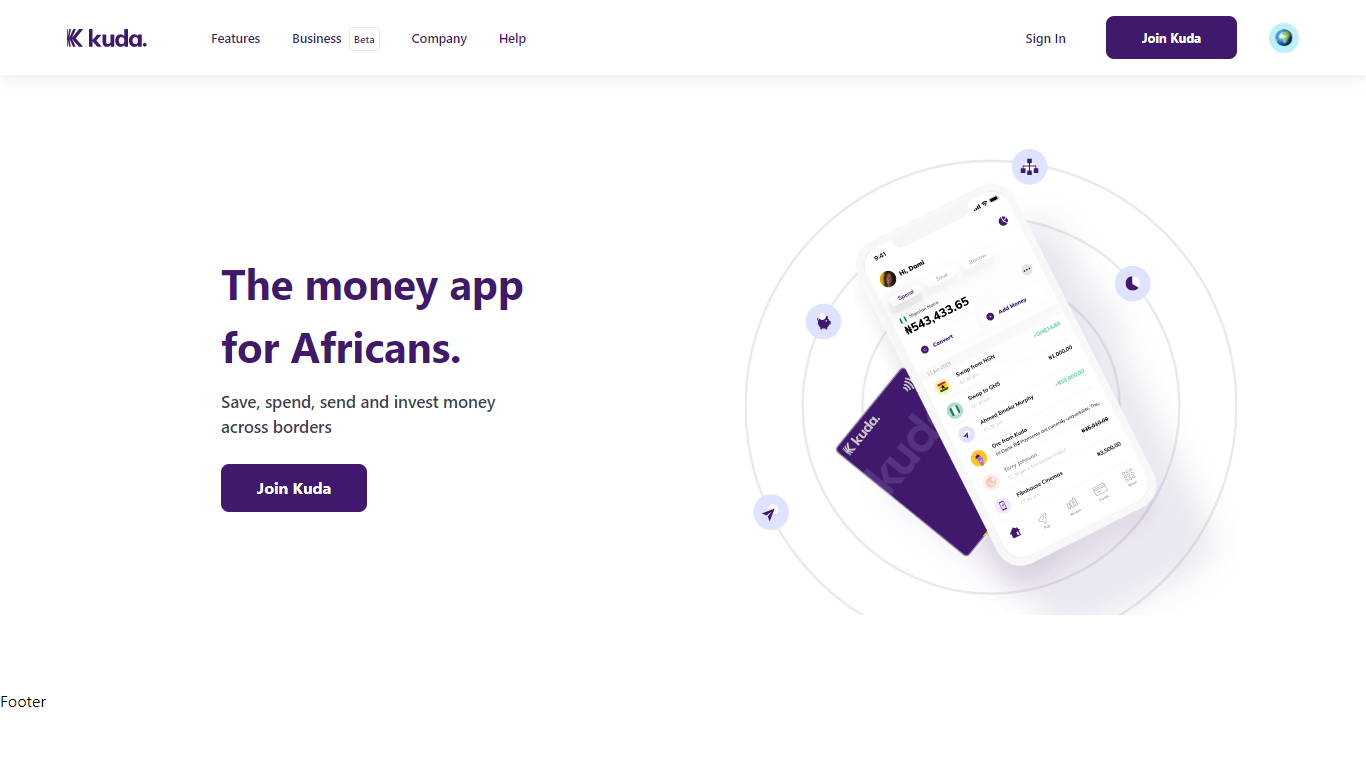 kuda.
Features
Business
Beta
Company
Help
Sign In
Join Kuda
The money app
for Africans.
Save, spend, send and invest money
across borders
Join Kuda
9:41
Hi, Domi
Spend
Save
Borrow
Nigerian Naira
₦543,433.65
Convert
Add Money
Swap from NGN
Swap to GHS
₦1,000.00
Ahmed Emeka Murphy
Ore from Kuda
Tony Johnson
Filmhouse Cinemas
₦3,500.00
kuda.
kuda
Footer